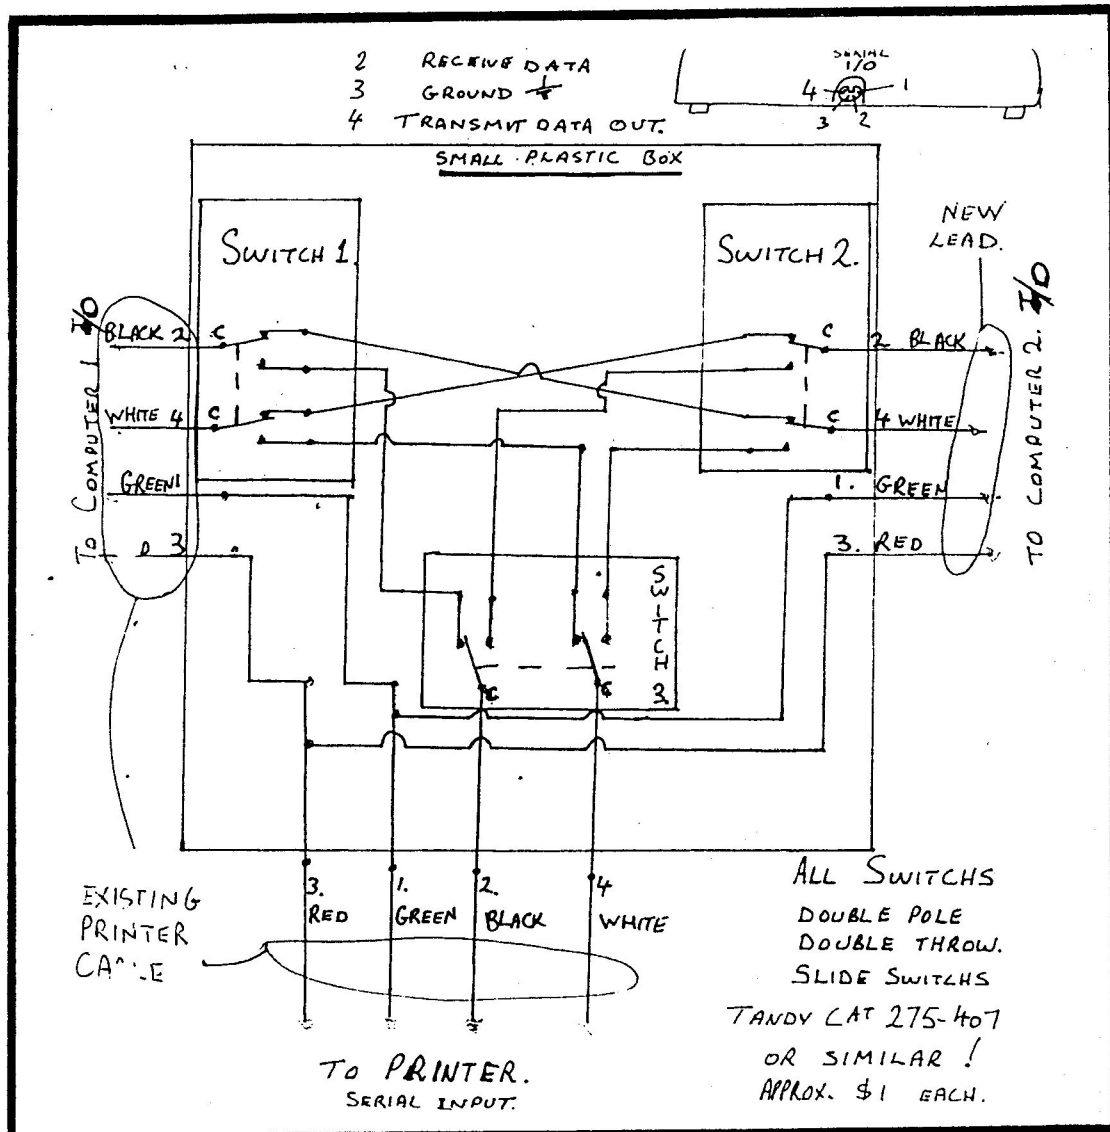 2 RECEIVE DATA
3 GROUND
4 TRANSMIT DATA OUT.
SERIAL
I/O
4 1
3 2
SMALL PLASTIC BOX
SWITCH 1.
SWITCH 2.
NEW
LEAD.
TO COMPUTER 1 I/O
BLACK 2 C
WHITE 4 C
GREEN 1
3
C 2 BLACK
C 4 WHITE
1. GREEN
3. RED
TO COMPUTER 2. I/O
SWITCH 3.
C C
3. 1. 2. 4
RED GREEN BLACK WHITE
EXISTING
PRINTER
TO PRINTER.
SERIAL INPUT.
ALL SWITCHS
DOUBLE POLE
DOUBLE THROW.
SLIDE SWITCHS
TANDY CAT 275-407
OR SIMILAR !
APPROX. $1 EACH.